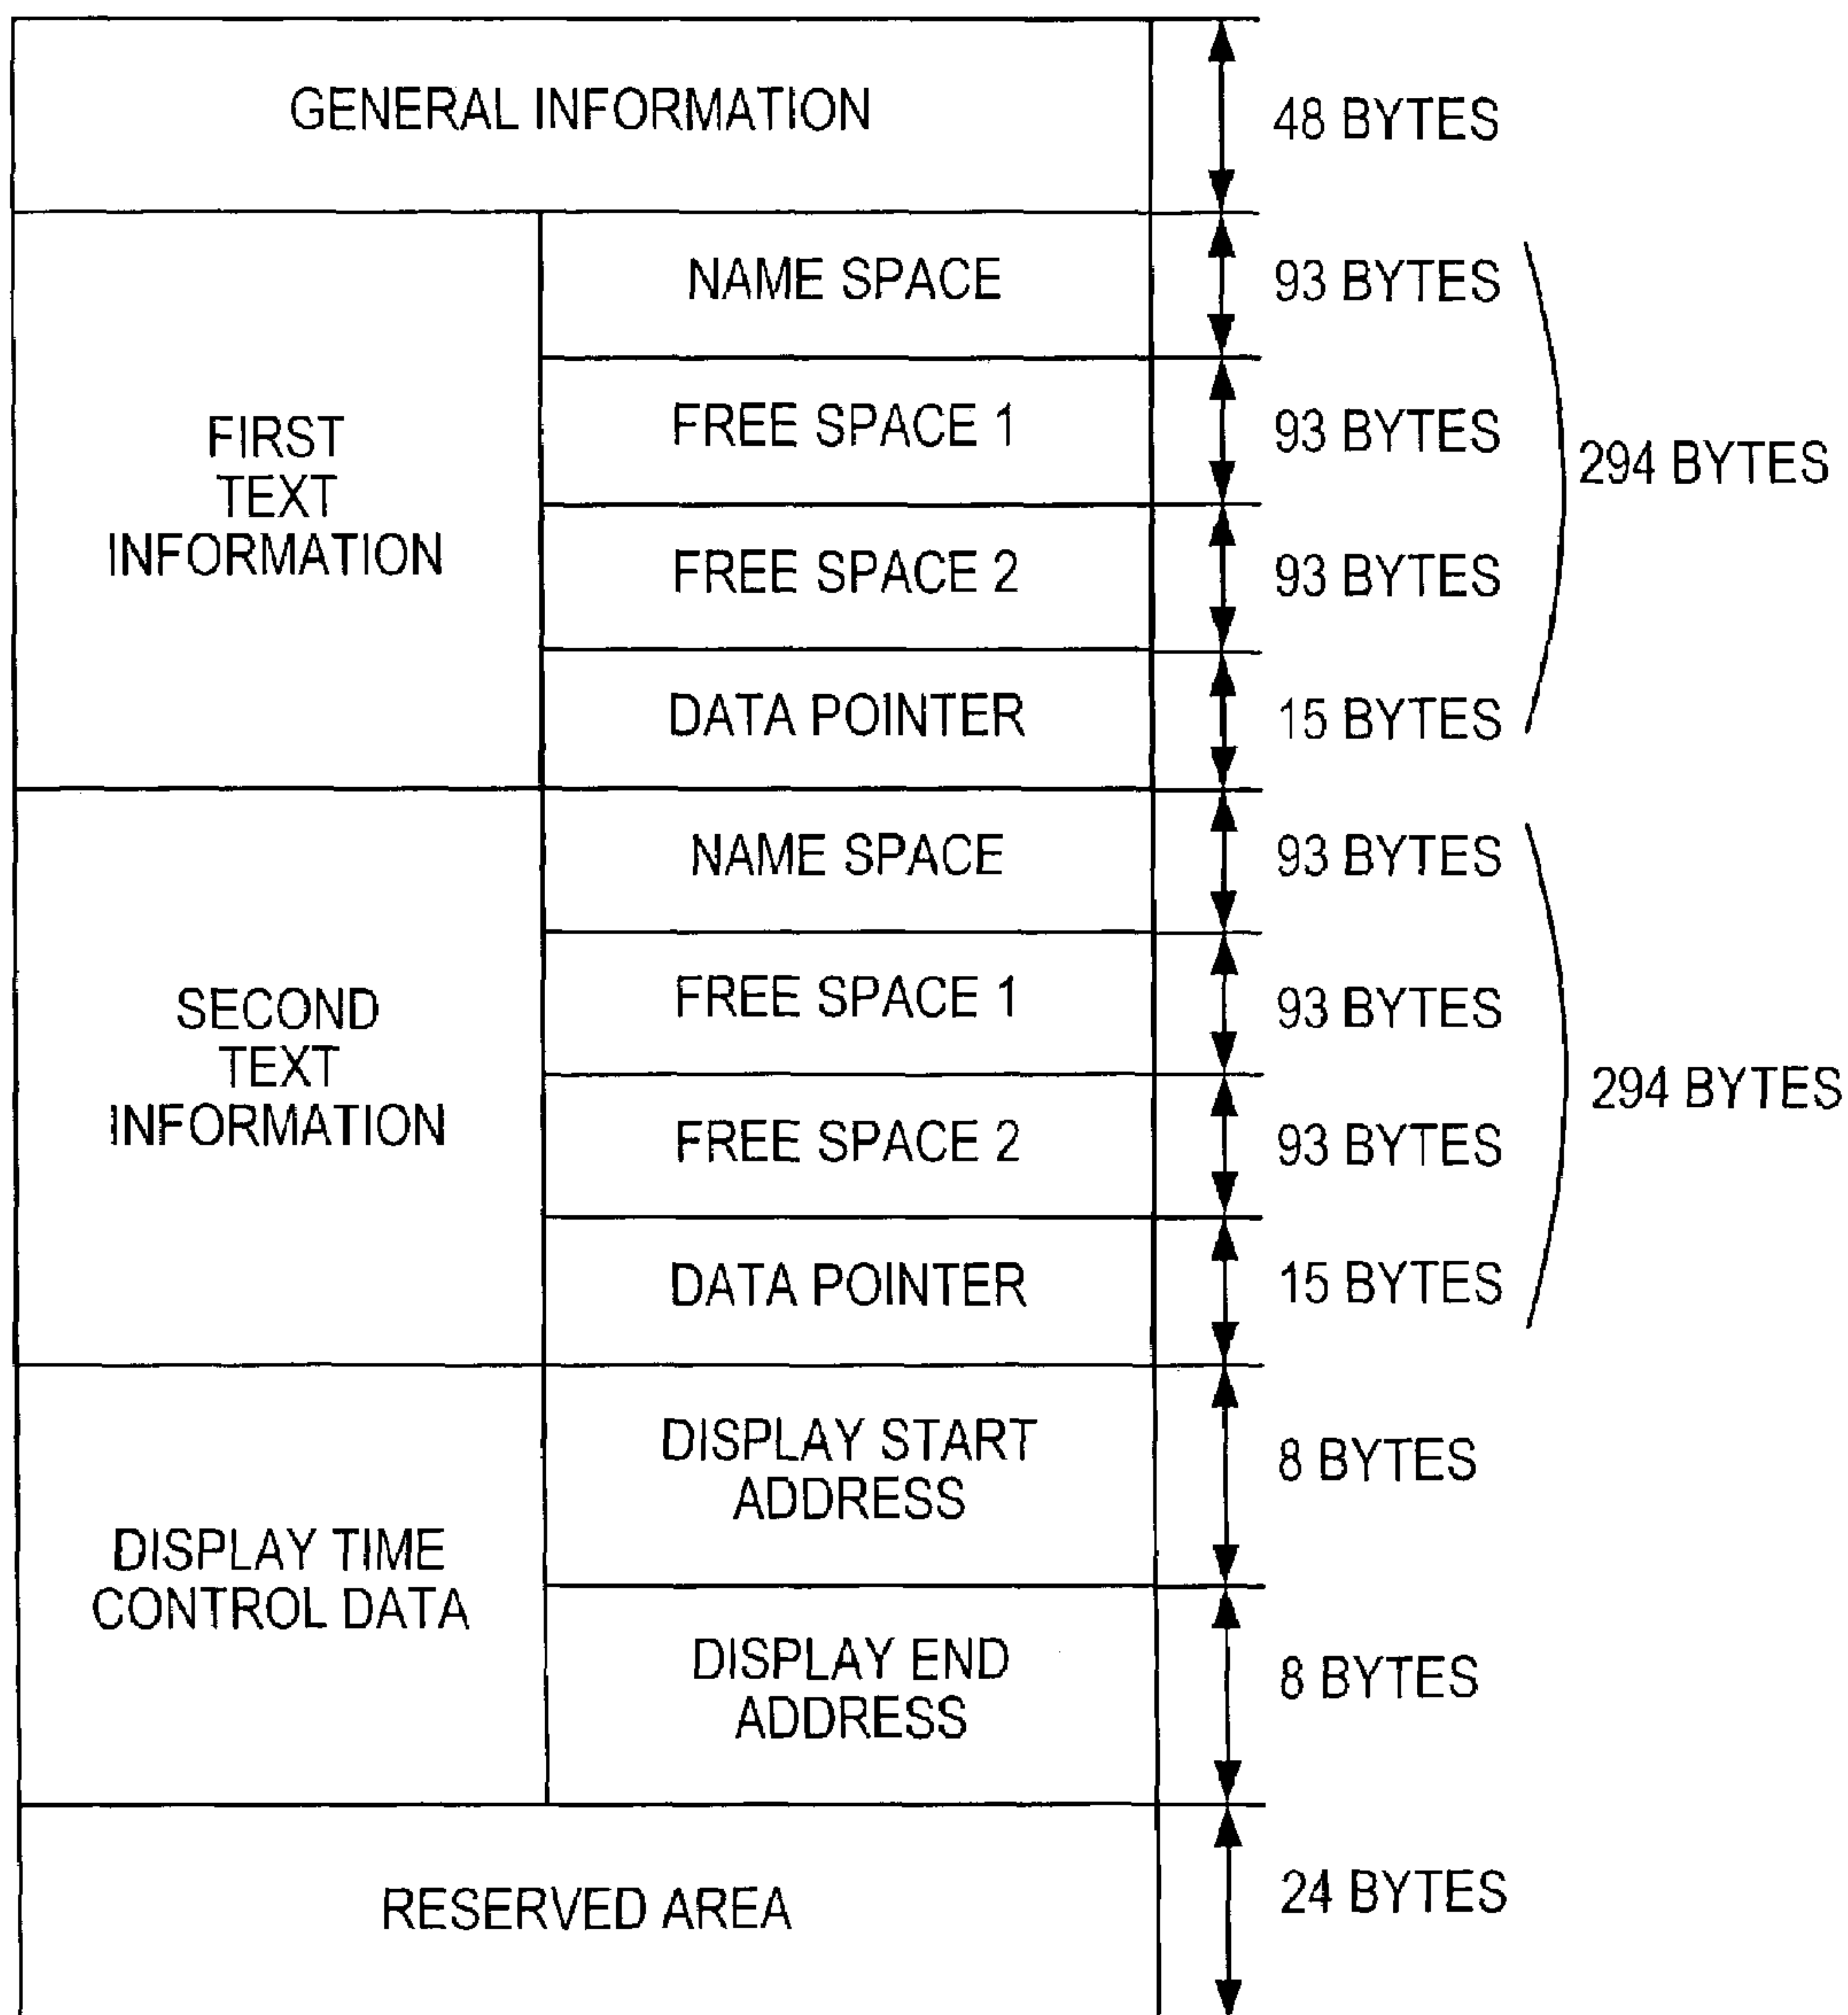 GENERAL INFORMATION
48 BYTES
FIRST
TEXT
INFORMATION
NAME SPACE
93 BYTES
FREE SPACE 1
93 BYTES
FREE SPACE 2
93 BYTES
DATA POINTER
15 BYTES
294 BYTES
SECOND
TEXT
INFORMATION
NAME SPACE
93 BYTES
FREE SPACE 1
93 BYTES
FREE SPACE 2
93 BYTES
DATA POINTER
15 BYTES
294 BYTES
DISPLAY TIME
CONTROL DATA
DISPLAY START
ADDRESS
8 BYTES
DISPLAY END
ADDRESS
8 BYTES
RESERVED AREA
24 BYTES